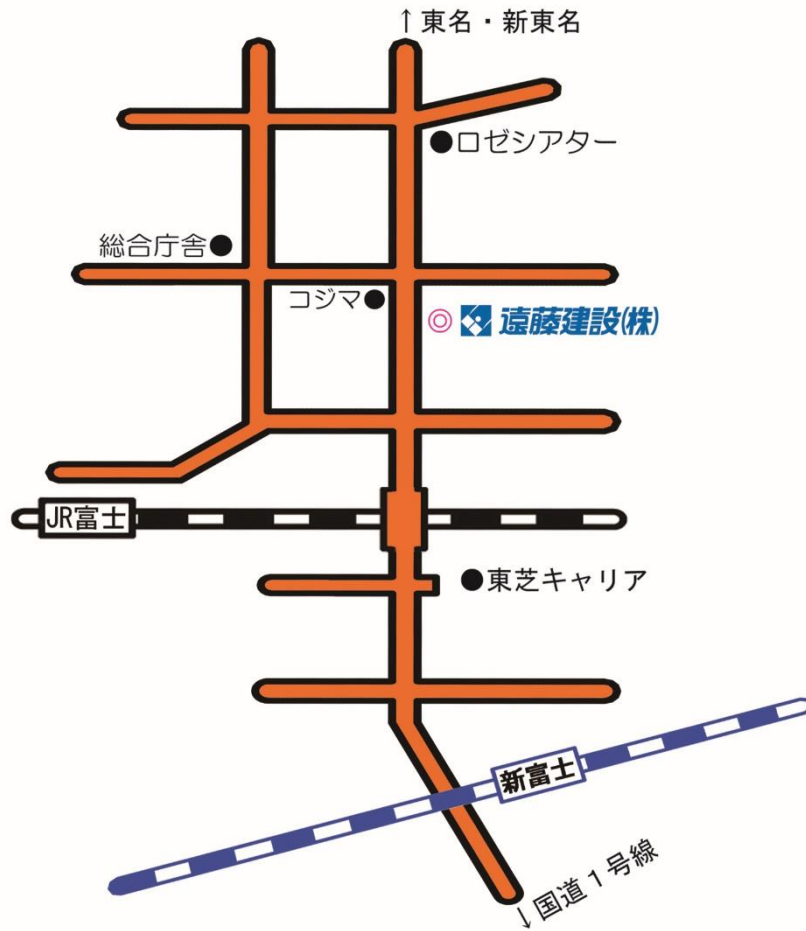 ↑東名・新東名
●ロゼシアター
総合庁舎●
コジマ●
◎ 遠藤建設(株)
JR富士
●東芝キャリア
新富士
↓国道1号線